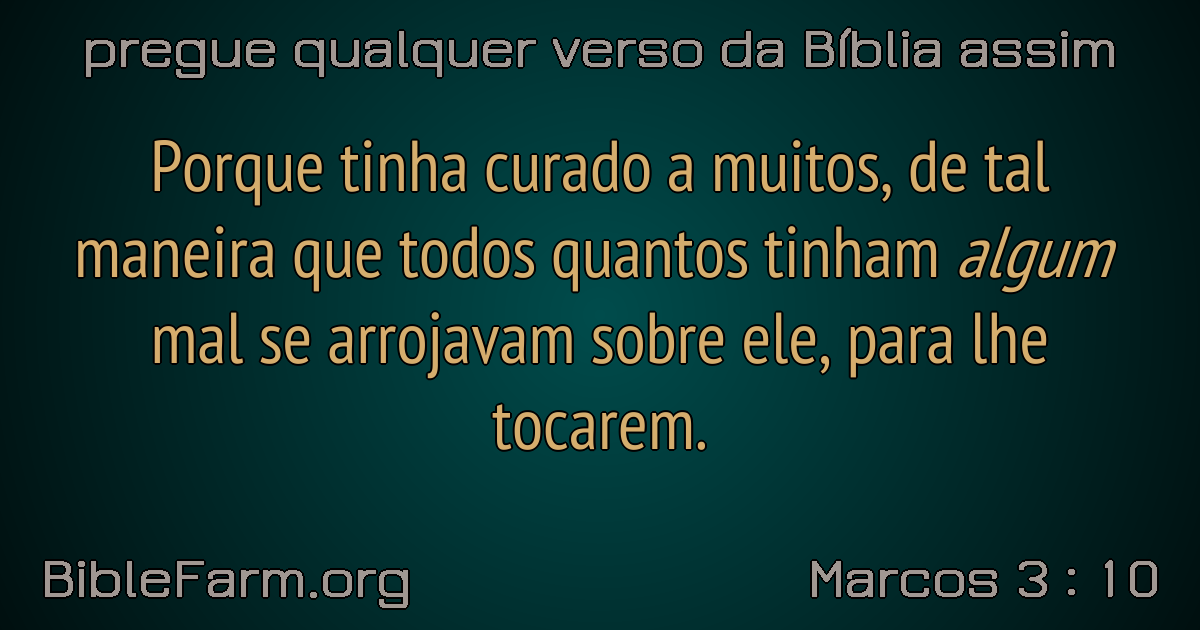 pregue qualquer verso da Bíblia assim
Porque tinha curado a muitos, de tal
maneira que todos quantos tinham algum
mal se arrojavam sobre ele, para lhe
tocarem.
BibleFarm.org
Marcos 3 : 10